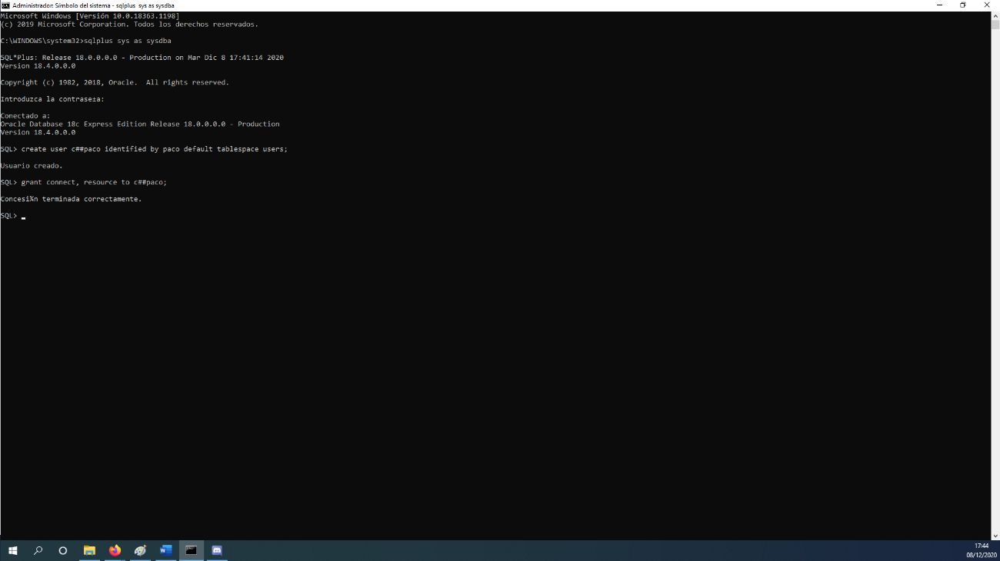 Administrador: Símbolo del sistema - sqlplus sys as sysdba
Microsoft Windows [Versión 10.0.18363.1198]
(c) 2019 Microsoft Corporation. Todos los derechos reservados.
C:\WINDOWS\system32>sqlplus sys as sysdba
SQL*Plus: Release 18.0.0.0.0 - Production on Mar Dic 8 17:41:14 2020
Version 18.4.0.0.0
Copyright (c) 1982, 2018, Oracle.  All rights reserved.
Introduzca la contrase±a:
Conectado a:
Oracle Database 18c Express Edition Release 18.0.0.0.0 - Production
Version 18.4.0.0.0
SQL> create user c##paco identified by paco default tablespace users;
Usuario creado.
SQL> grant connect, resource to c##paco;
Concesi¾n terminada correctamente.
SQL>
17:44
08/12/2020